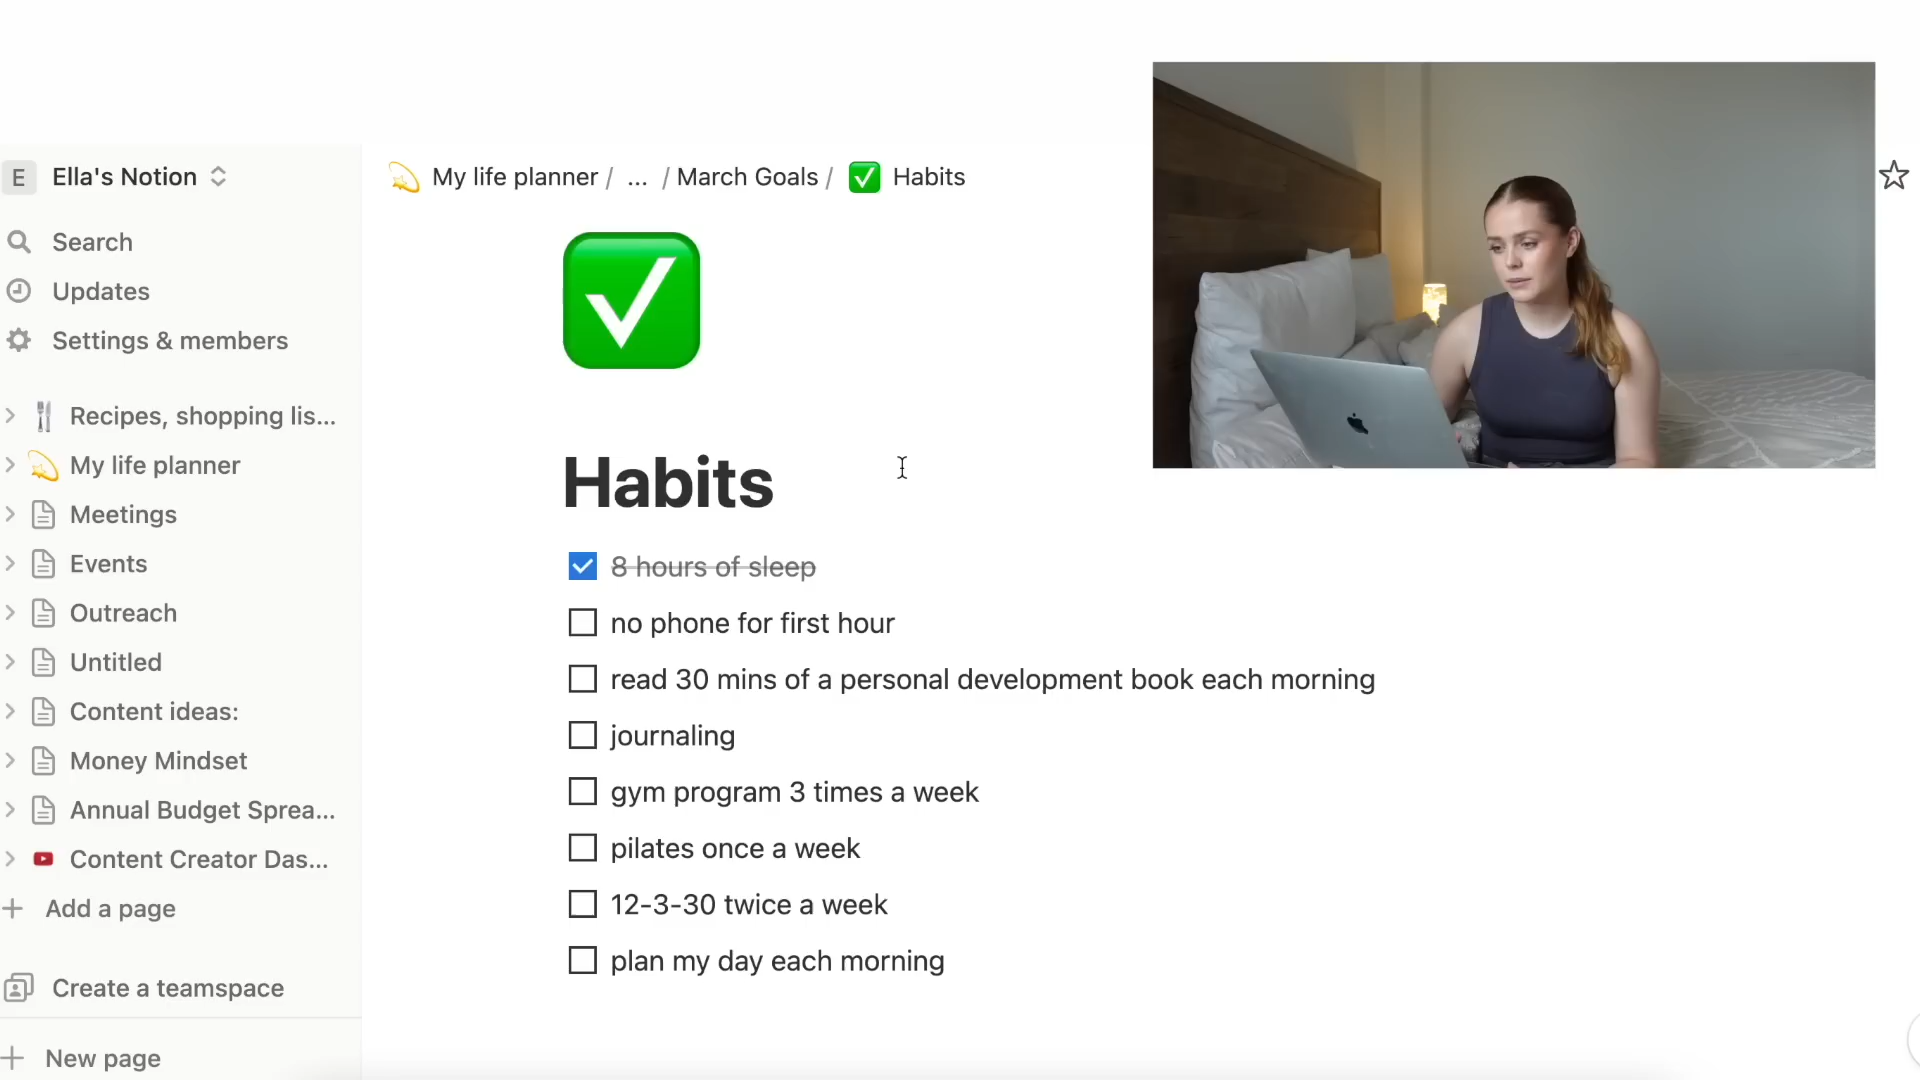 E Ella's Notion
Search
Updates
Settings & members
Recipes, shopping lis...
My life planner
Meetings
Events
Outreach
Untitled
Content ideas:
Money Mindset
Annual Budget Sprea...
Content Creator Das...
Add a page
Create a teamspace
New page
My life planner / ... / March Goals / Habits
Habits
8 hours of sleep
no phone for first hour
read 30 mins of a personal development book each morning
journaling
gym program 3 times a week
pilates once a week
12-3-30 twice a week
plan my day each morning